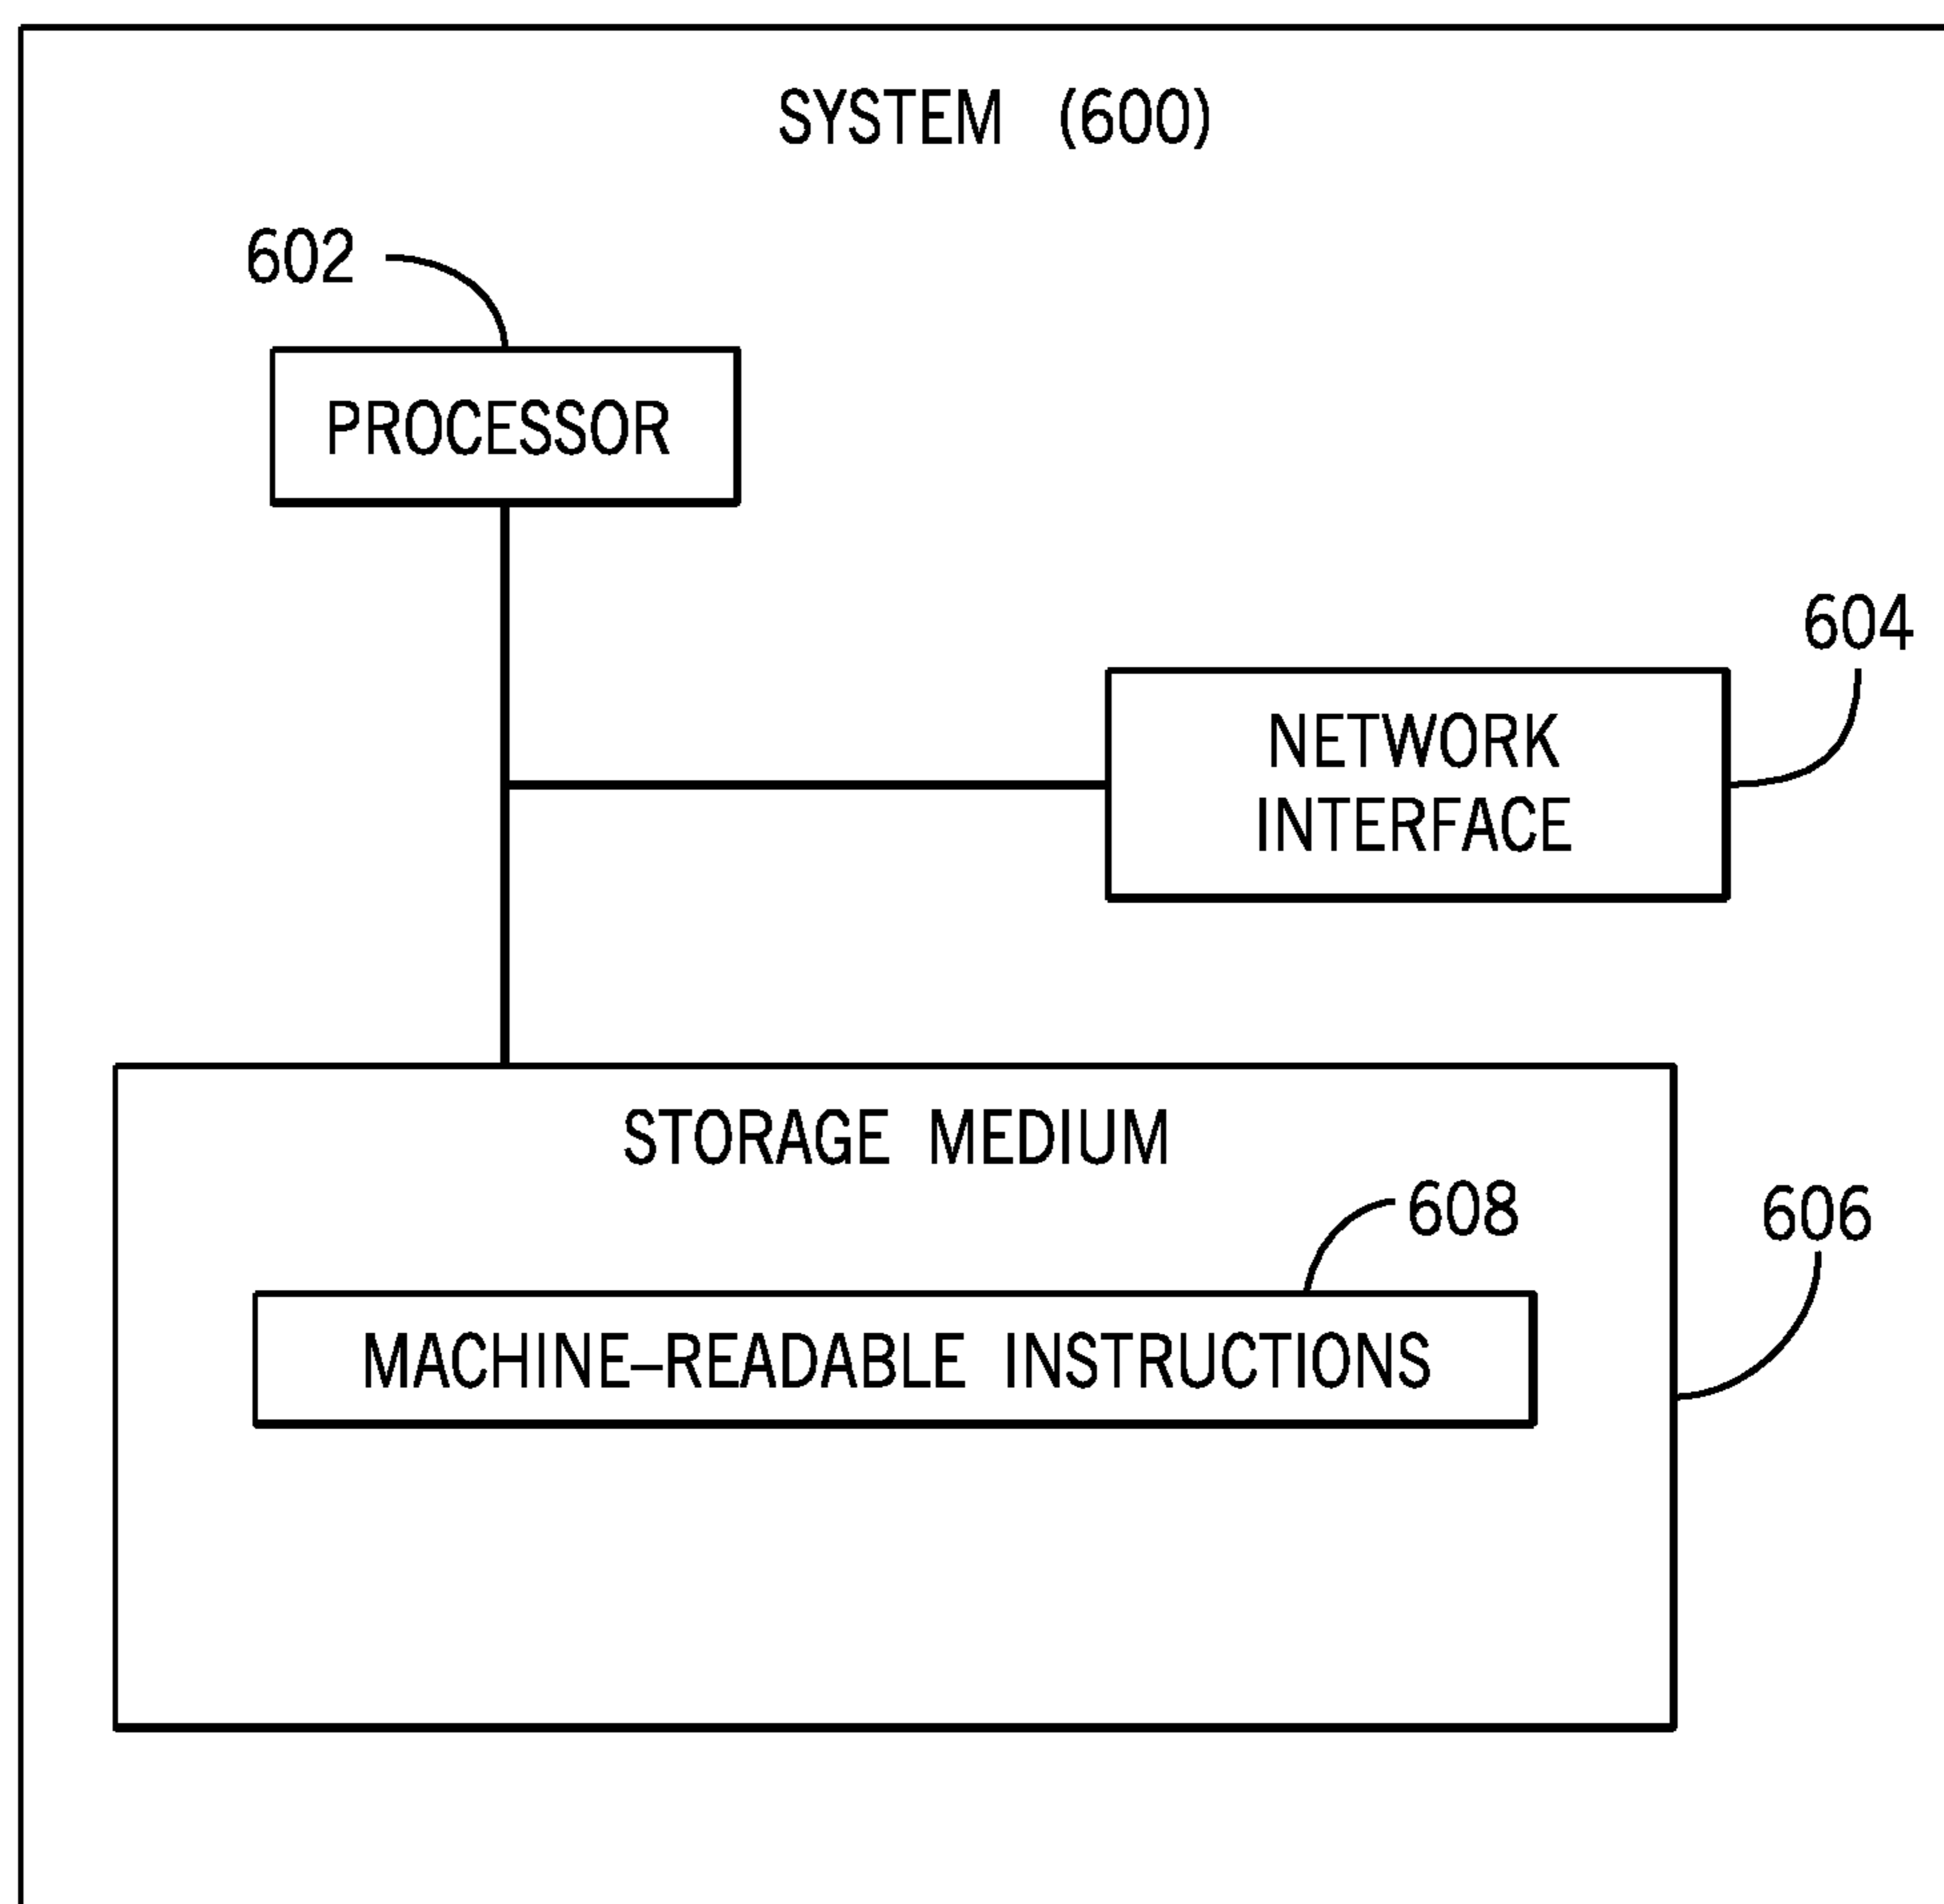 SYSTEM (600)
602
PROCESSOR
604
NETWORK
INTERFACE
STORAGE MEDIUM
608
606
MACHINE–READABLE INSTRUCTIONS